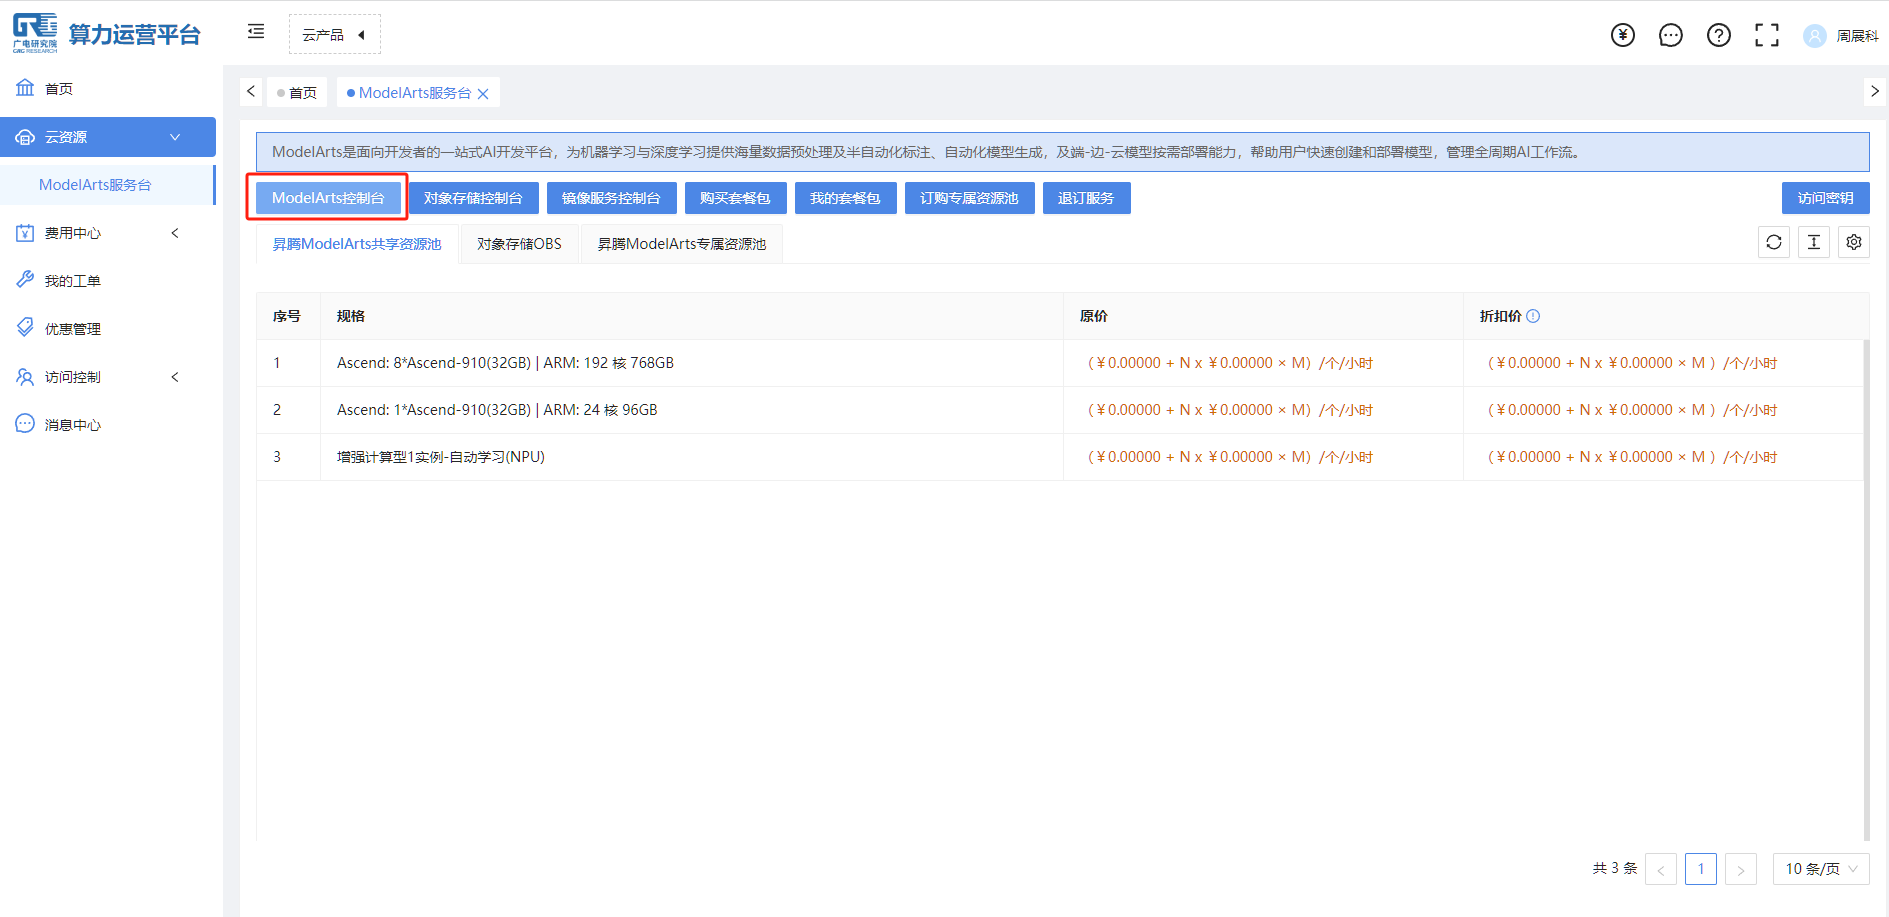 广电研究院
GRG RESEARCH
算力运营平台
云产品
周展科
首页
云资源
ModelArts服务台
费用中心
我的工单
优惠管理
访问控制
消息中心
首页
ModelArts服务台
ModelArts是面向开发者的一站式AI开发平台，为机器学习与深度学习提供海量数据预处理及半自动化标注、自动化模型生成，及端-边-云模型按需部署能力，帮助用户快速创建和部署模型，管理全周期AI工作流。
ModelArts控制台 对象存储控制台 镜像服务控制台 购买套餐包 我的套餐包 订购专属资源池 退订服务 访问密钥
昇腾ModelArts共享资源池 对象存储OBS 昇腾ModelArts专属资源池
序号 规格 原价 折扣价
1 Ascend: 8*Ascend-910(32GB) | ARM: 192 核 768GB （¥0.00000 + N x ¥0.00000 × M）/个/小时 （¥0.00000 + N x ¥0.00000 × M ）/个/小时
2 Ascend: 1*Ascend-910(32GB) | ARM: 24 核 96GB （¥0.00000 + N x ¥0.00000 × M）/个/小时 （¥0.00000 + N x ¥0.00000 × M ）/个/小时
3 增强计算型1实例-自动学习(NPU) （¥0.00000 + N x ¥0.00000 × M）/个/小时 （¥0.00000 + N x ¥0.00000 × M ）/个/小时
共 3 条 < 1 > 10 条/页